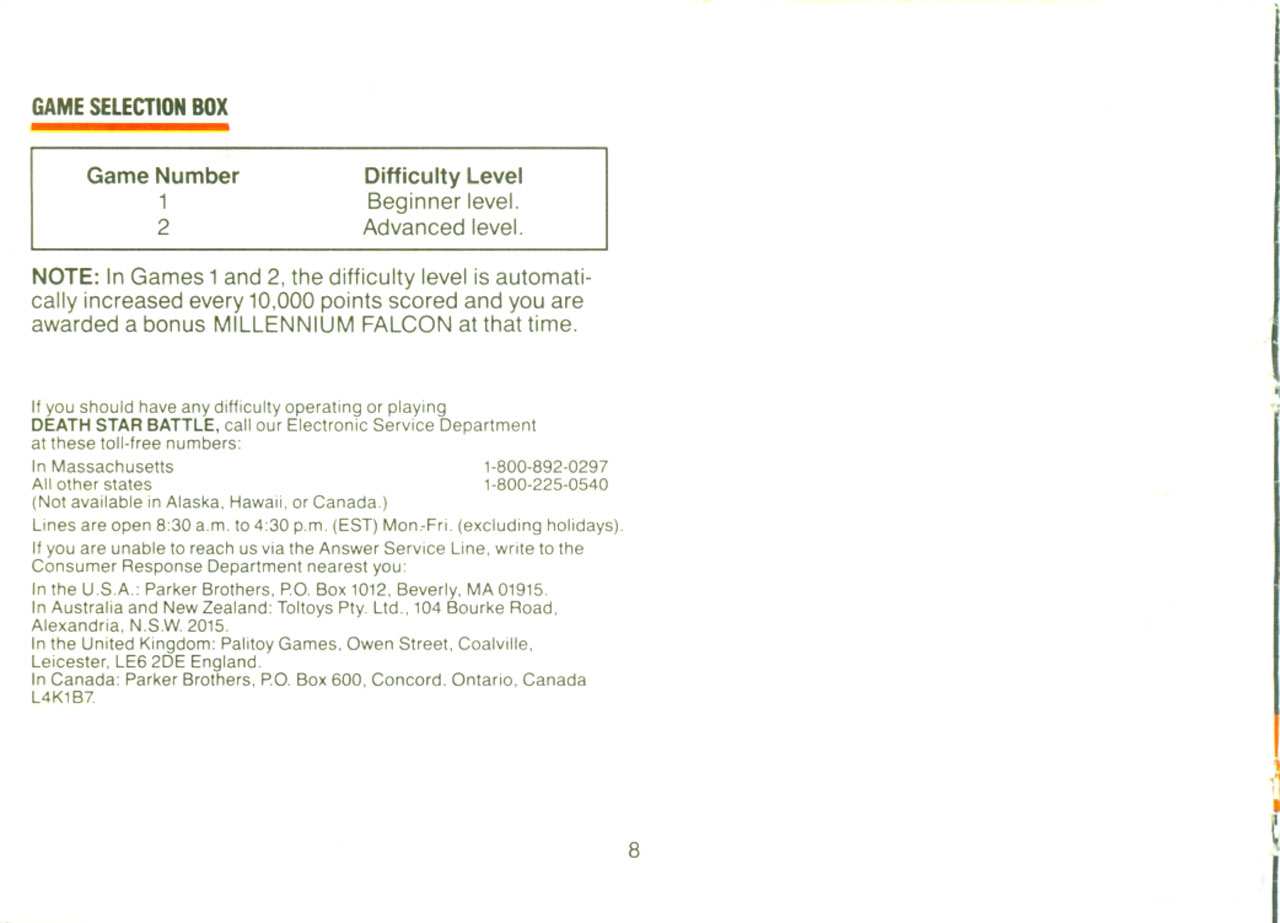 GAME SELECTION BOX
Game Number Difficulty Level
1 Beginner level.
2 Advanced level.
NOTE: In Games 1 and 2, the difficulty level is automati-
cally increased every 10,000 points scored and you are
awarded a bonus MILLENNIUM FALCON at that time.
If you should have any difficulty operating or playing
DEATH STAR BATTLE, call our Electronic Service Department
at these toll-free numbers:
In Massachusetts 1-800-892-0297
All other states 1-800-225-0540
(Not available in Alaska, Hawaii, or Canada.)
Lines are open 8:30 a.m. to 4:30 p.m. (EST) Mon.-Fri. (excluding holidays).
If you are unable to reach us via the Answer Service Line, write to the
Consumer Response Department nearest you:
In the U.S.A.: Parker Brothers, P.O. Box 1012, Beverly, MA 01915.
In Australia and New Zealand: Toltoys Pty. Ltd., 104 Bourke Road,
Alexandria, N.S.W. 2015.
In the United Kingdom: Palitoy Games, Owen Street, Coalville,
Leicester, LE6 2DE England.
In Canada: Parker Brothers, P.O. Box 600, Concord. Ontario, Canada
L4K1B7.
8